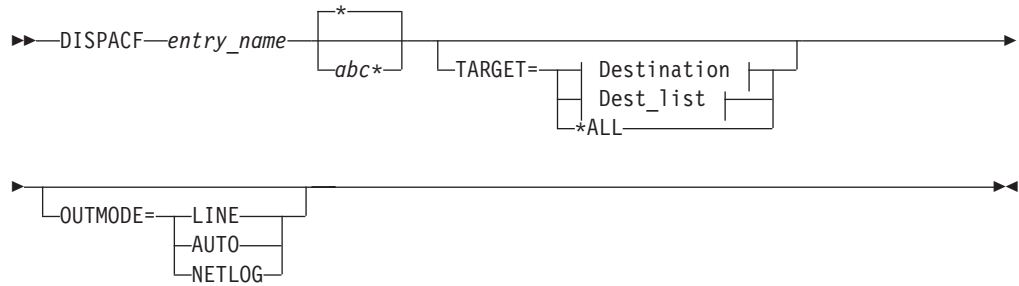 *
DISPACF entry_name
abc* TARGET= Destination
Dest_list
*ALL
OUTMODE= LINE
AUTO
NETLOG